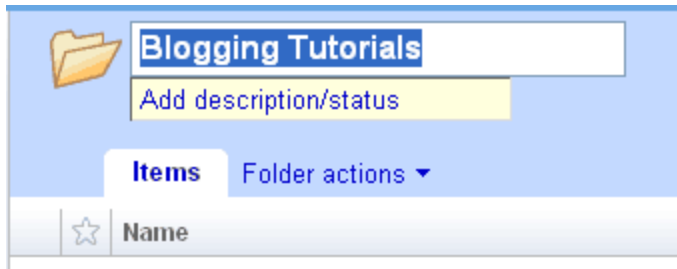 Blogging Tutorials
Add description/status
Items Folder actions
Name